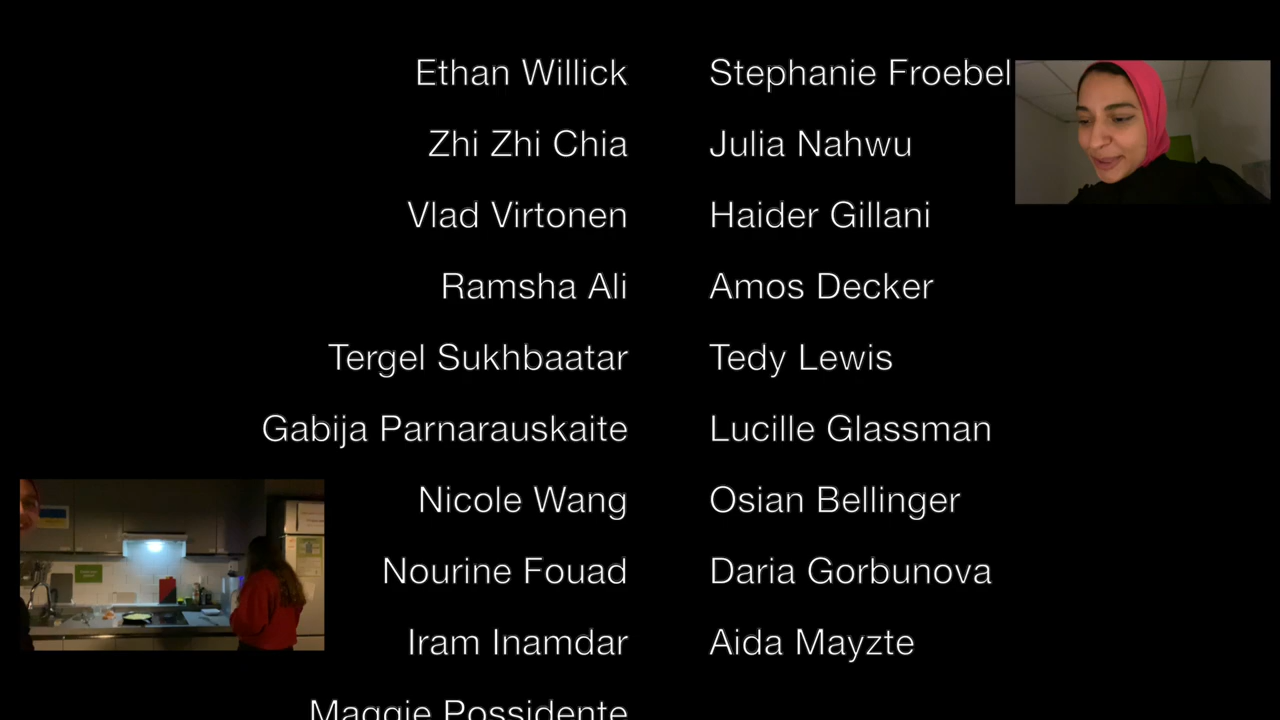 Ethan Willick Stephanie Froebel
Zhi Zhi Chia Julia Nahwu
Vlad Virtonen Haider Gillani
Ramsha Ali Amos Decker
Tergel Sukhbaatar Tedy Lewis
Gabija Parnarauskaite Lucille Glassman
Nicole Wang Osian Bellinger
Nourine Fouad Daria Gorbunova
Iram Inamdar Aida Mayzte
Maggie Possidente